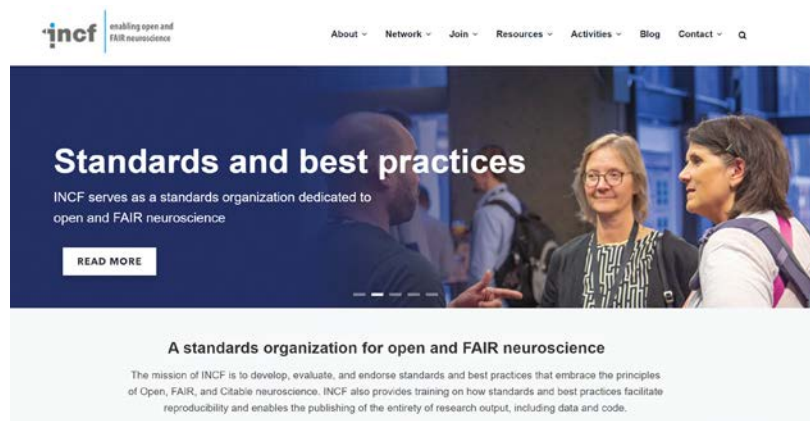 incf
enabling open and
FAIR neuroscience
About Network Join Resources Activities Blog Contact
Standards and best practices
INCF serves as a standards organization dedicated to
open and FAIR neuroscience
READ MORE
A standards organization for open and FAIR neuroscience
The mission of INCF is to develop, evaluate, and endorse standards and best practices that embrace the principles
of Open, FAIR, and Citable neuroscience. INCF also provides training on how standards and best practices facilitate
reproducibility and enables the publishing of the entirety of research output, including data and code.